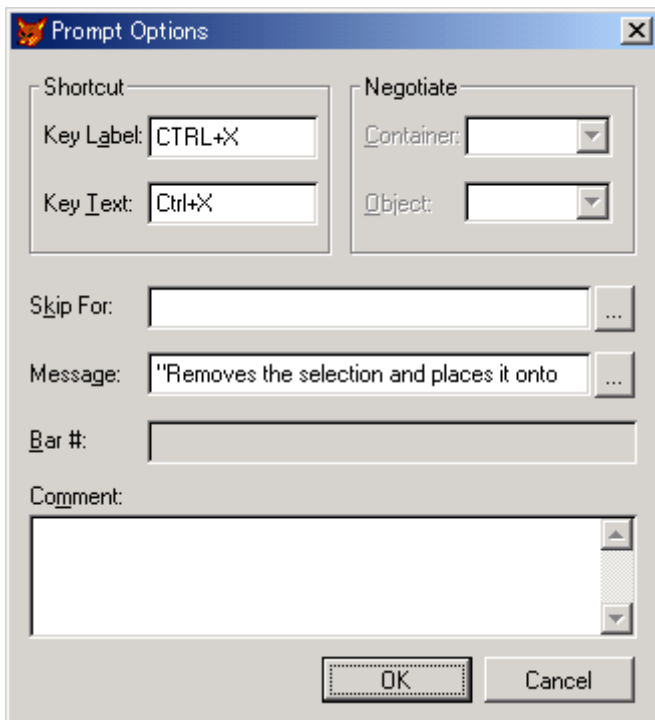 Prompt Options
Shortcut
Key Label: CTRL+X
Key Text: Ctrl+X
Negotiate
Container:
Object:
Skip For: ...
Message: "Removes the selection and places it onto ...
Bar #:
Comment:
OK Cancel